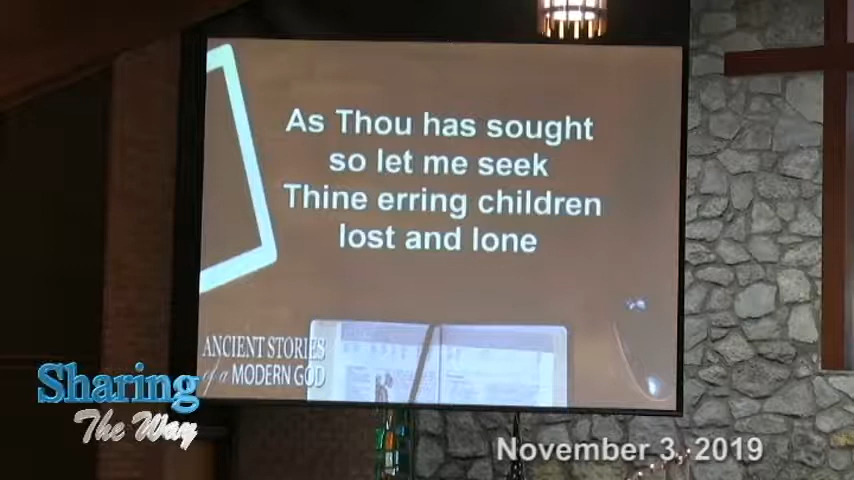 As Thou has sought
so let me seek
Thine erring children
lost and lone
ANCIENT STORIES
of a MODERN GOD
Sharing
The Way
November 3, 2019